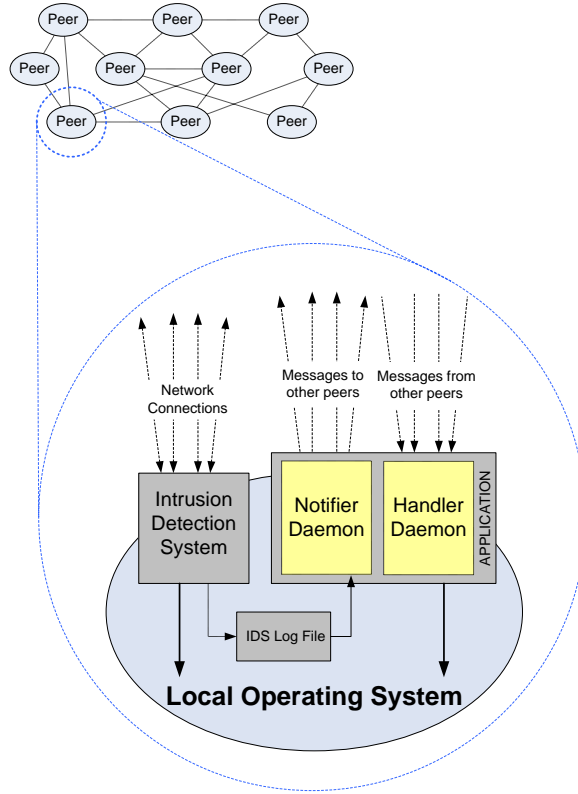 Peer
Peer
Peer
Peer
Peer
Peer
Peer
Peer
Peer
Peer
Network
Connections
Messages to
other peers
Messages from
other peers
Intrusion
Detection
System
Notifier
Daemon
Handler
Daemon
APPLICATION
IDS Log File
Local Operating System